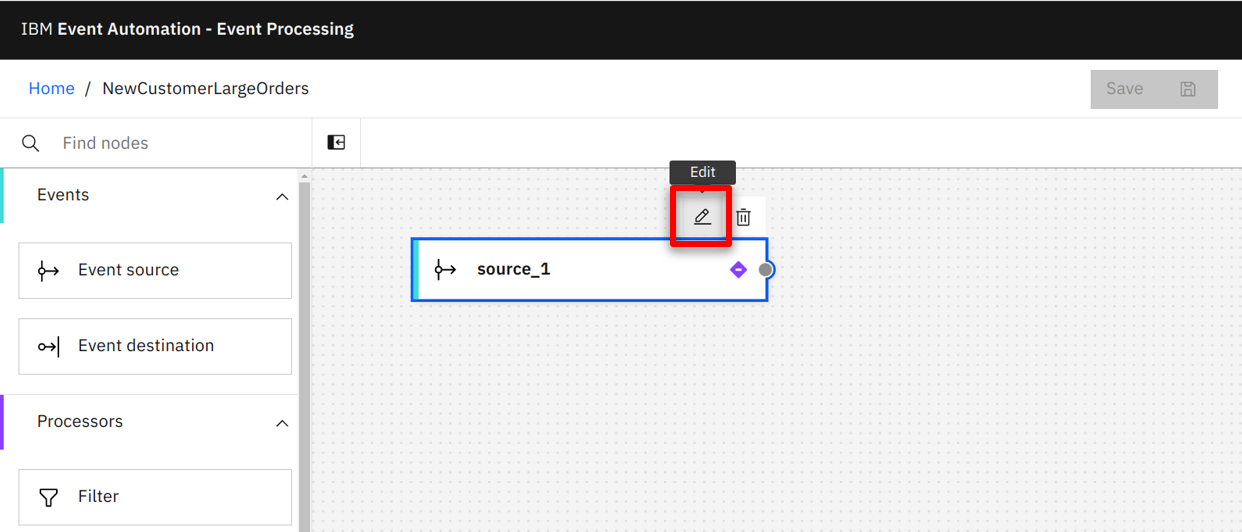 IBM Event Automation - Event Processing
Home / NewCustomerLargeOrders
Save
Find nodes
Edit
Events
Event source
source_1
Event destination
Processors
Filter